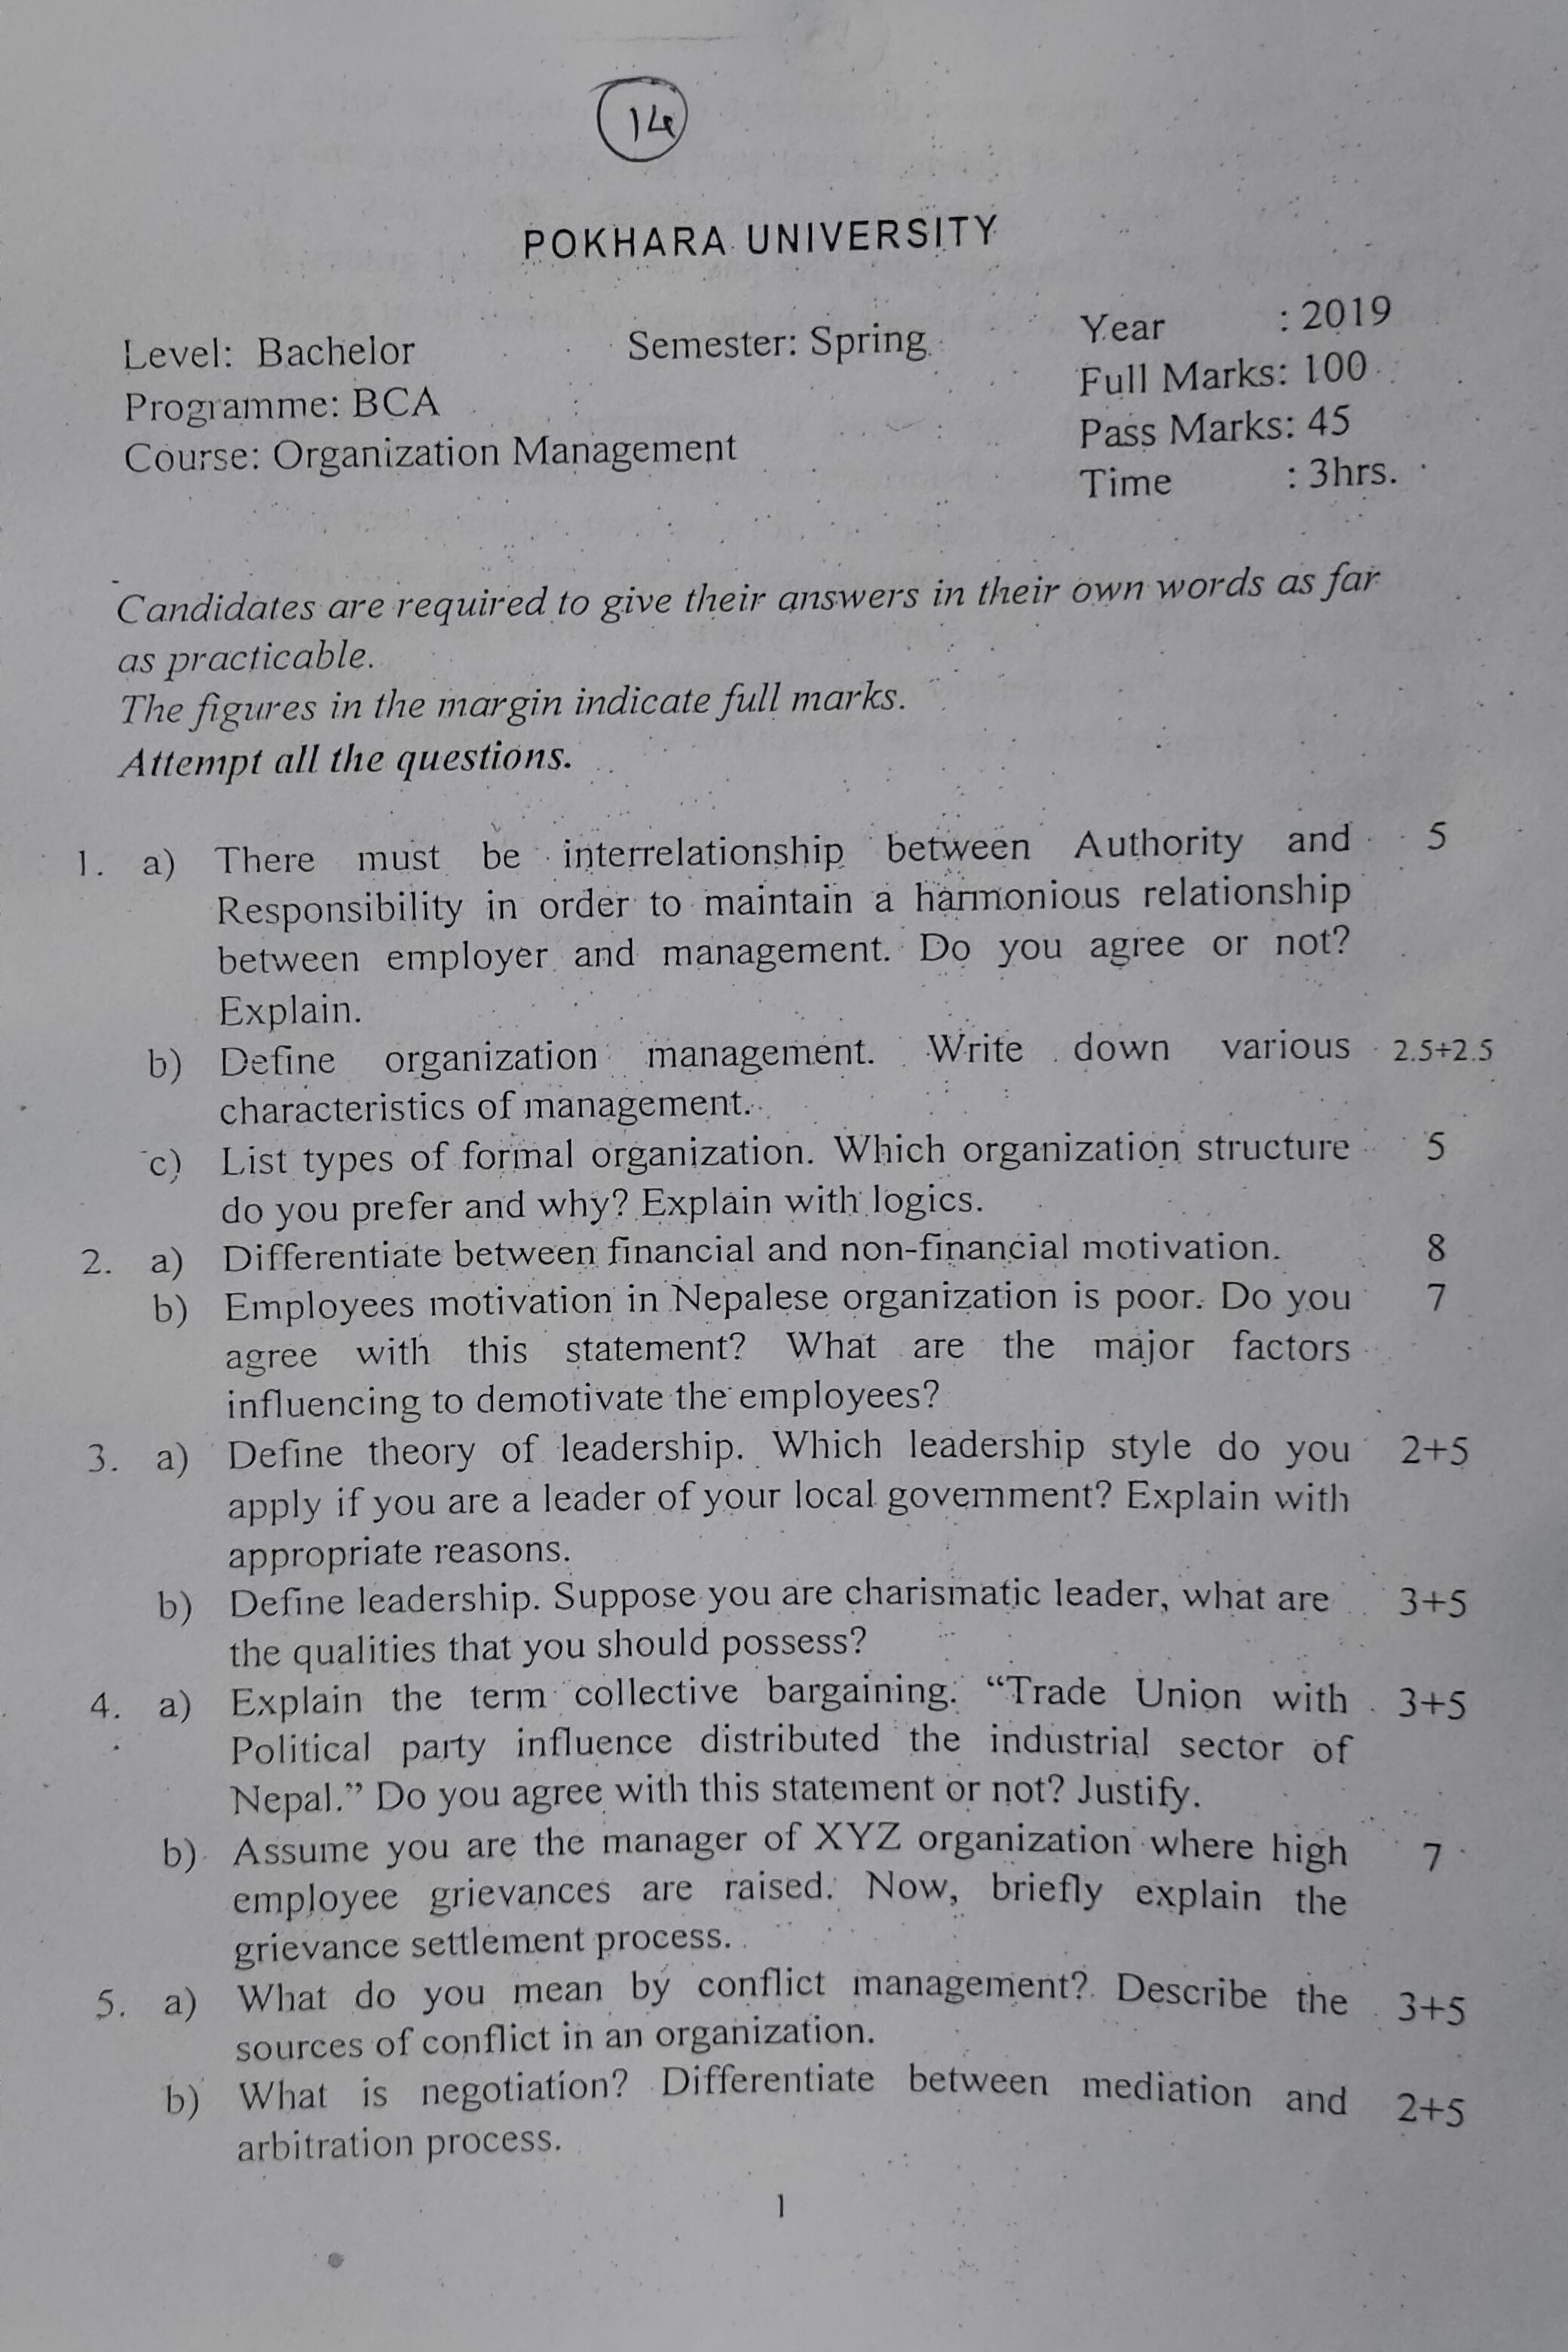 14
POKHARA UNIVERSITY
Level: Bachelor Semester: Spring Year : 2019
Programme: BCA Full Marks: 100
Course: Organization Management Pass Marks: 45
Time : 3hrs.
Candidates are required to give their answers in their own words as far
as practicable.
The figures in the margin indicate full marks.
Attempt all the questions.
1. a) There must be interrelationship between Authority and 5
Responsibility in order to maintain a harmonious relationship
between employer and management. Do you agree or not?
Explain.
b) Define organization management. Write down various 2.5+2.5
characteristics of management.
c) List types of formal organization. Which organization structure 5
do you prefer and why? Explain with logics.
2. a) Differentiate between financial and non-financial motivation. 8
b) Employees motivation in Nepalese organization is poor. Do you 7
agree with this statement? What are the major factors
influencing to demotivate the employees?
3. a) Define theory of leadership. Which leadership style do you 2+5
apply if you are a leader of your local government? Explain with
appropriate reasons.
b) Define leadership. Suppose you are charismatic leader, what are 3+5
the qualities that you should possess?
4. a) Explain the term collective bargaining. “Trade Union with 3+5
Political party influence distributed the industrial sector of
Nepal.” Do you agree with this statement or not? Justify.
b) Assume you are the manager of XYZ organization where high 7
employee grievances are raised. Now, briefly explain the
grievance settlement process.
5. a) What do you mean by conflict management? Describe the 3+5
sources of conflict in an organization.
b) What is negotiation? Differentiate between mediation and 2+5
arbitration process.
1